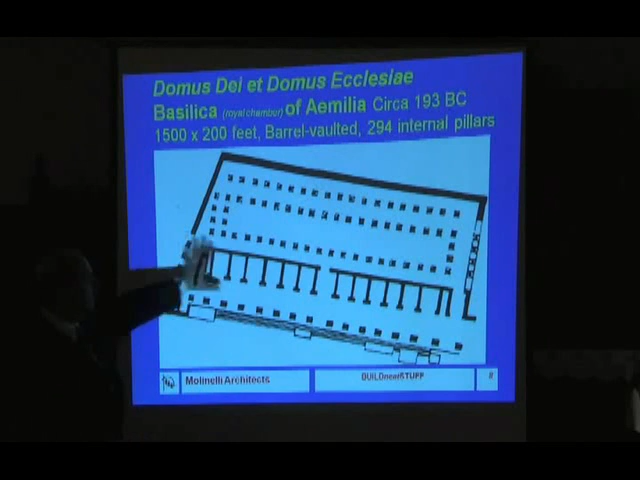 Domus Dei et Domus Ecclesiae
Basilica (royal chamber) of Aemilia Circa 193 BC
1500 x 200 feet, Barrel-vaulted, 294 internal pillars
Molinelli Architects
BUILDneatSTUFF